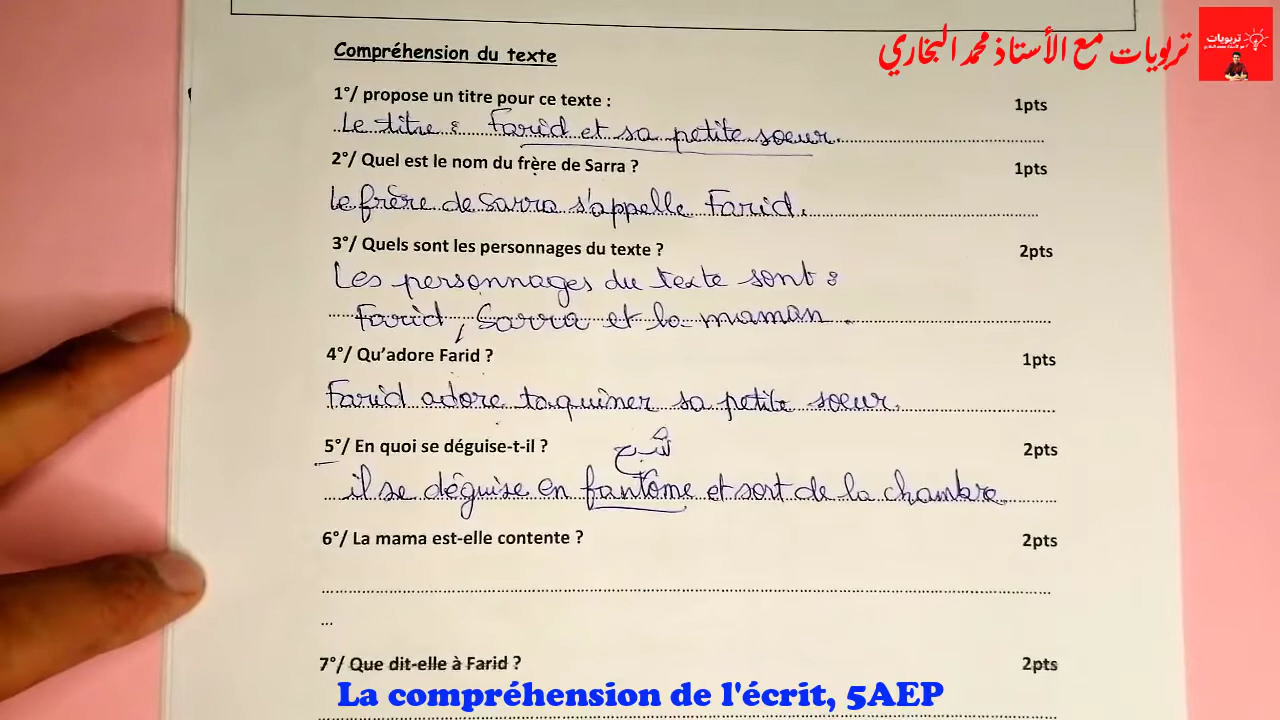 تربويات مع الأستاذ محمد البخاري
تربويات
Compréhension du texte
1°/ propose un titre pour ce texte : 1pts
Le titre : Farid et sa petite soeur.
2°/ Quel est le nom du frère de Sarra ? 1pts
le frère de Sarra s'appelle Farid.
3°/ Quels sont les personnages du texte ? 2pts
Les personnages du texte sont :
Farid, Sarra et la maman.
4°/ Qu'adore Farid ? 1pts
Farid adore taquiner sa petite soeur.
5°/ En quoi se déguise-t-il ? 2pts
شبح
il se déguise en fantôme et sort de la chambre.
6°/ La mama est-elle contente ? 2pts
...
7°/ Que dit-elle à Farid ? 2pts
La compréhension de l'écrit, 5AEP